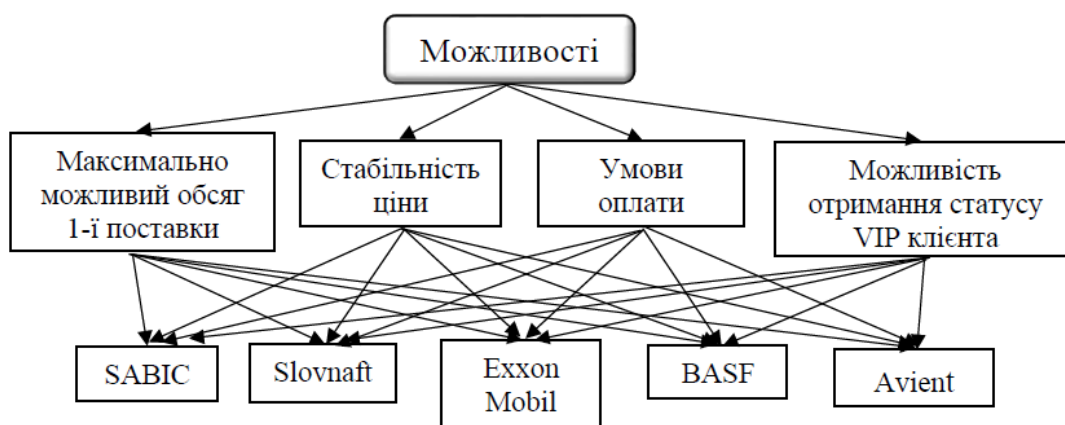 Можливості
Максимально
можливий обсяг
1-ї поставки
Стабільність
ціни
Умови
оплати
Можливість
отримання статусу
VIP клієнта
SABIC
Slovnaft
Exxon
Mobil
BASF
Avient